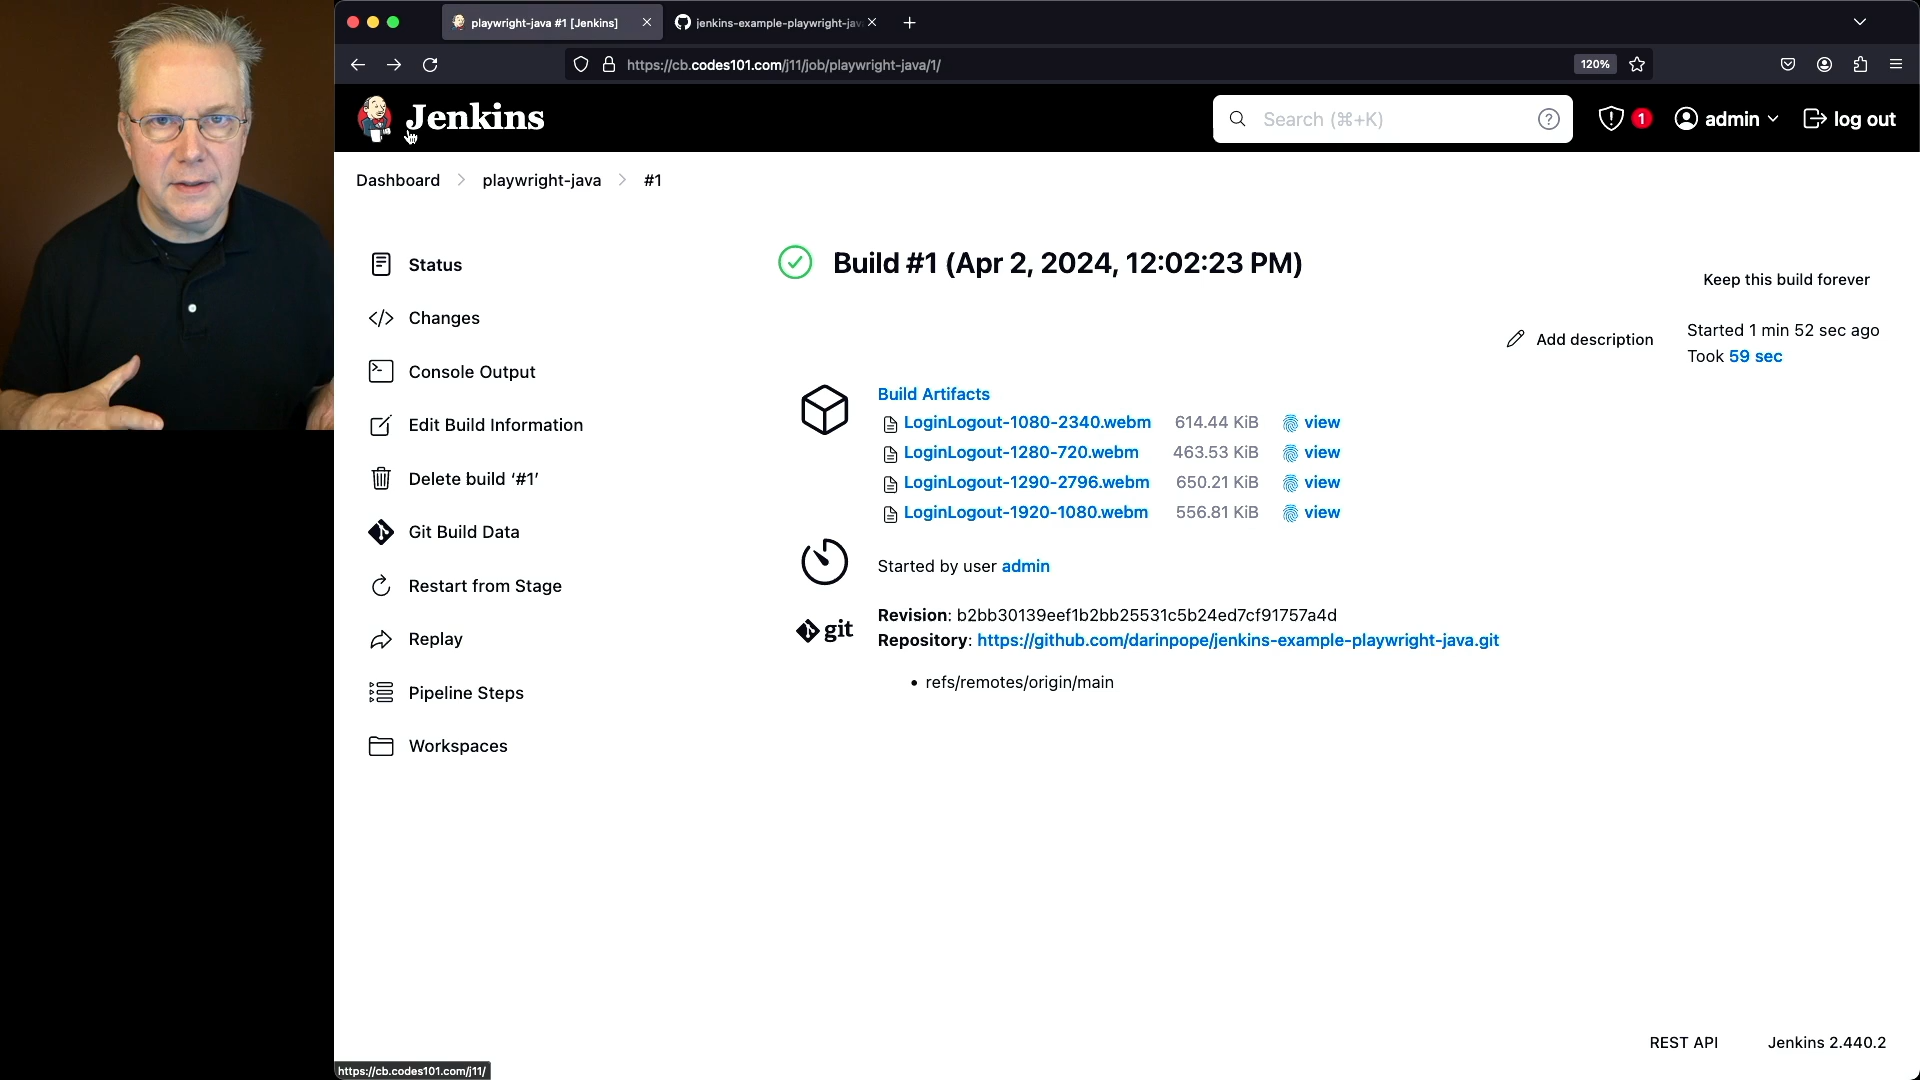 playwright-java #1 [Jenkins]
jenkins-example-playwright-jav
https://cb.codes101.com/j11/job/playwright-java/1/
120%
Jenkins
Search (⌘+K)
1
admin
log out
Dashboard
playwright-java
#1
Status
Changes
Console Output
Edit Build Information
Delete build ‘#1’
Git Build Data
Restart from Stage
Replay
Pipeline Steps
Workspaces
Build #1 (Apr 2, 2024, 12:02:23 PM)
Keep this build forever
Add description
Started 1 min 52 sec ago
Took 59 sec
Build Artifacts
LoginLogout-1080-2340.webm 614.44 KiB view
LoginLogout-1280-720.webm 463.53 KiB view
LoginLogout-1290-2796.webm 650.21 KiB view
LoginLogout-1920-1080.webm 556.81 KiB view
Started by user admin
git
Revision: b2bb30139eef1b2bb25531c5b24ed7cf91757a4d
Repository: https://github.com/darinpope/jenkins-example-playwright-java.git
• refs/remotes/origin/main
REST API
Jenkins 2.440.2
https://cb.codes101.com/j11/